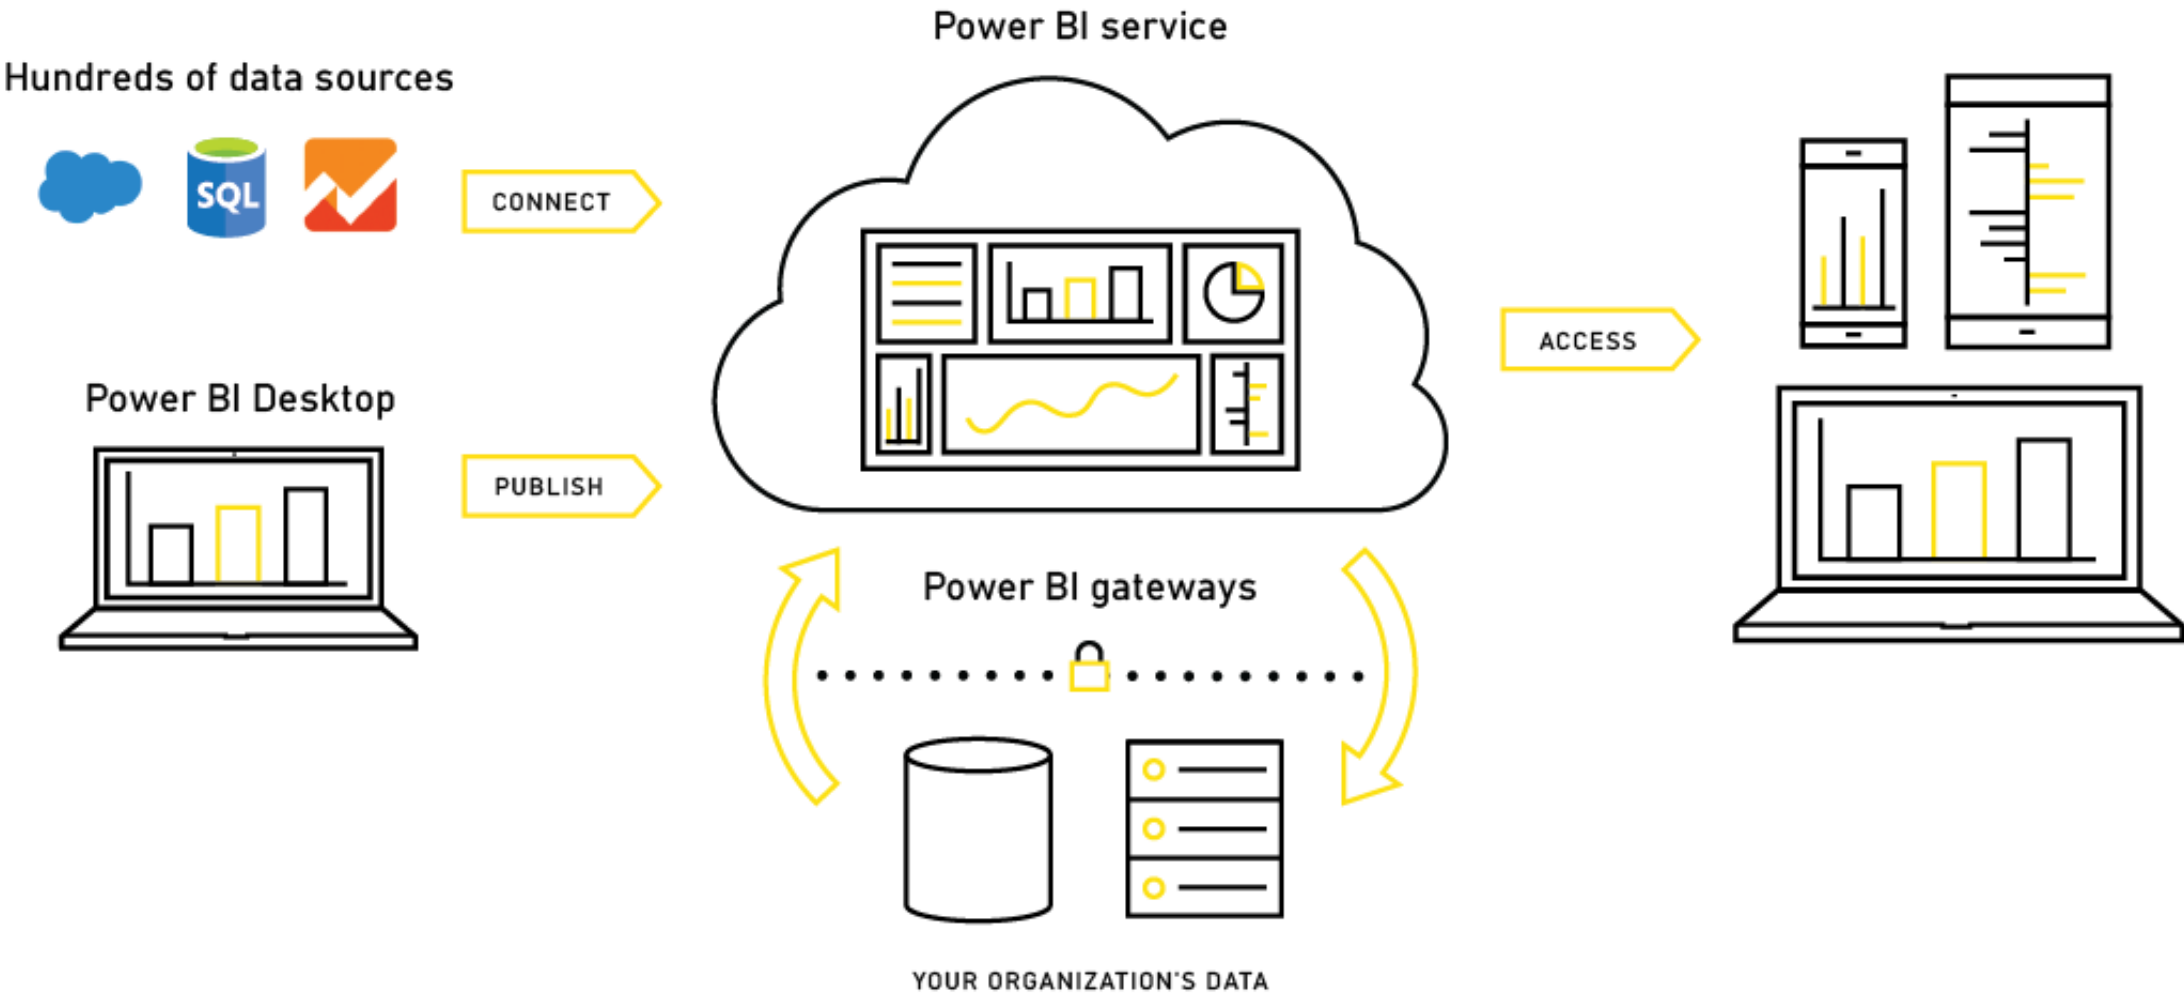 Power BI service
Hundreds of data sources
SQL
CONNECT
ACCESS
Power BI Desktop
PUBLISH
Power BI gateways
YOUR ORGANIZATION'S DATA